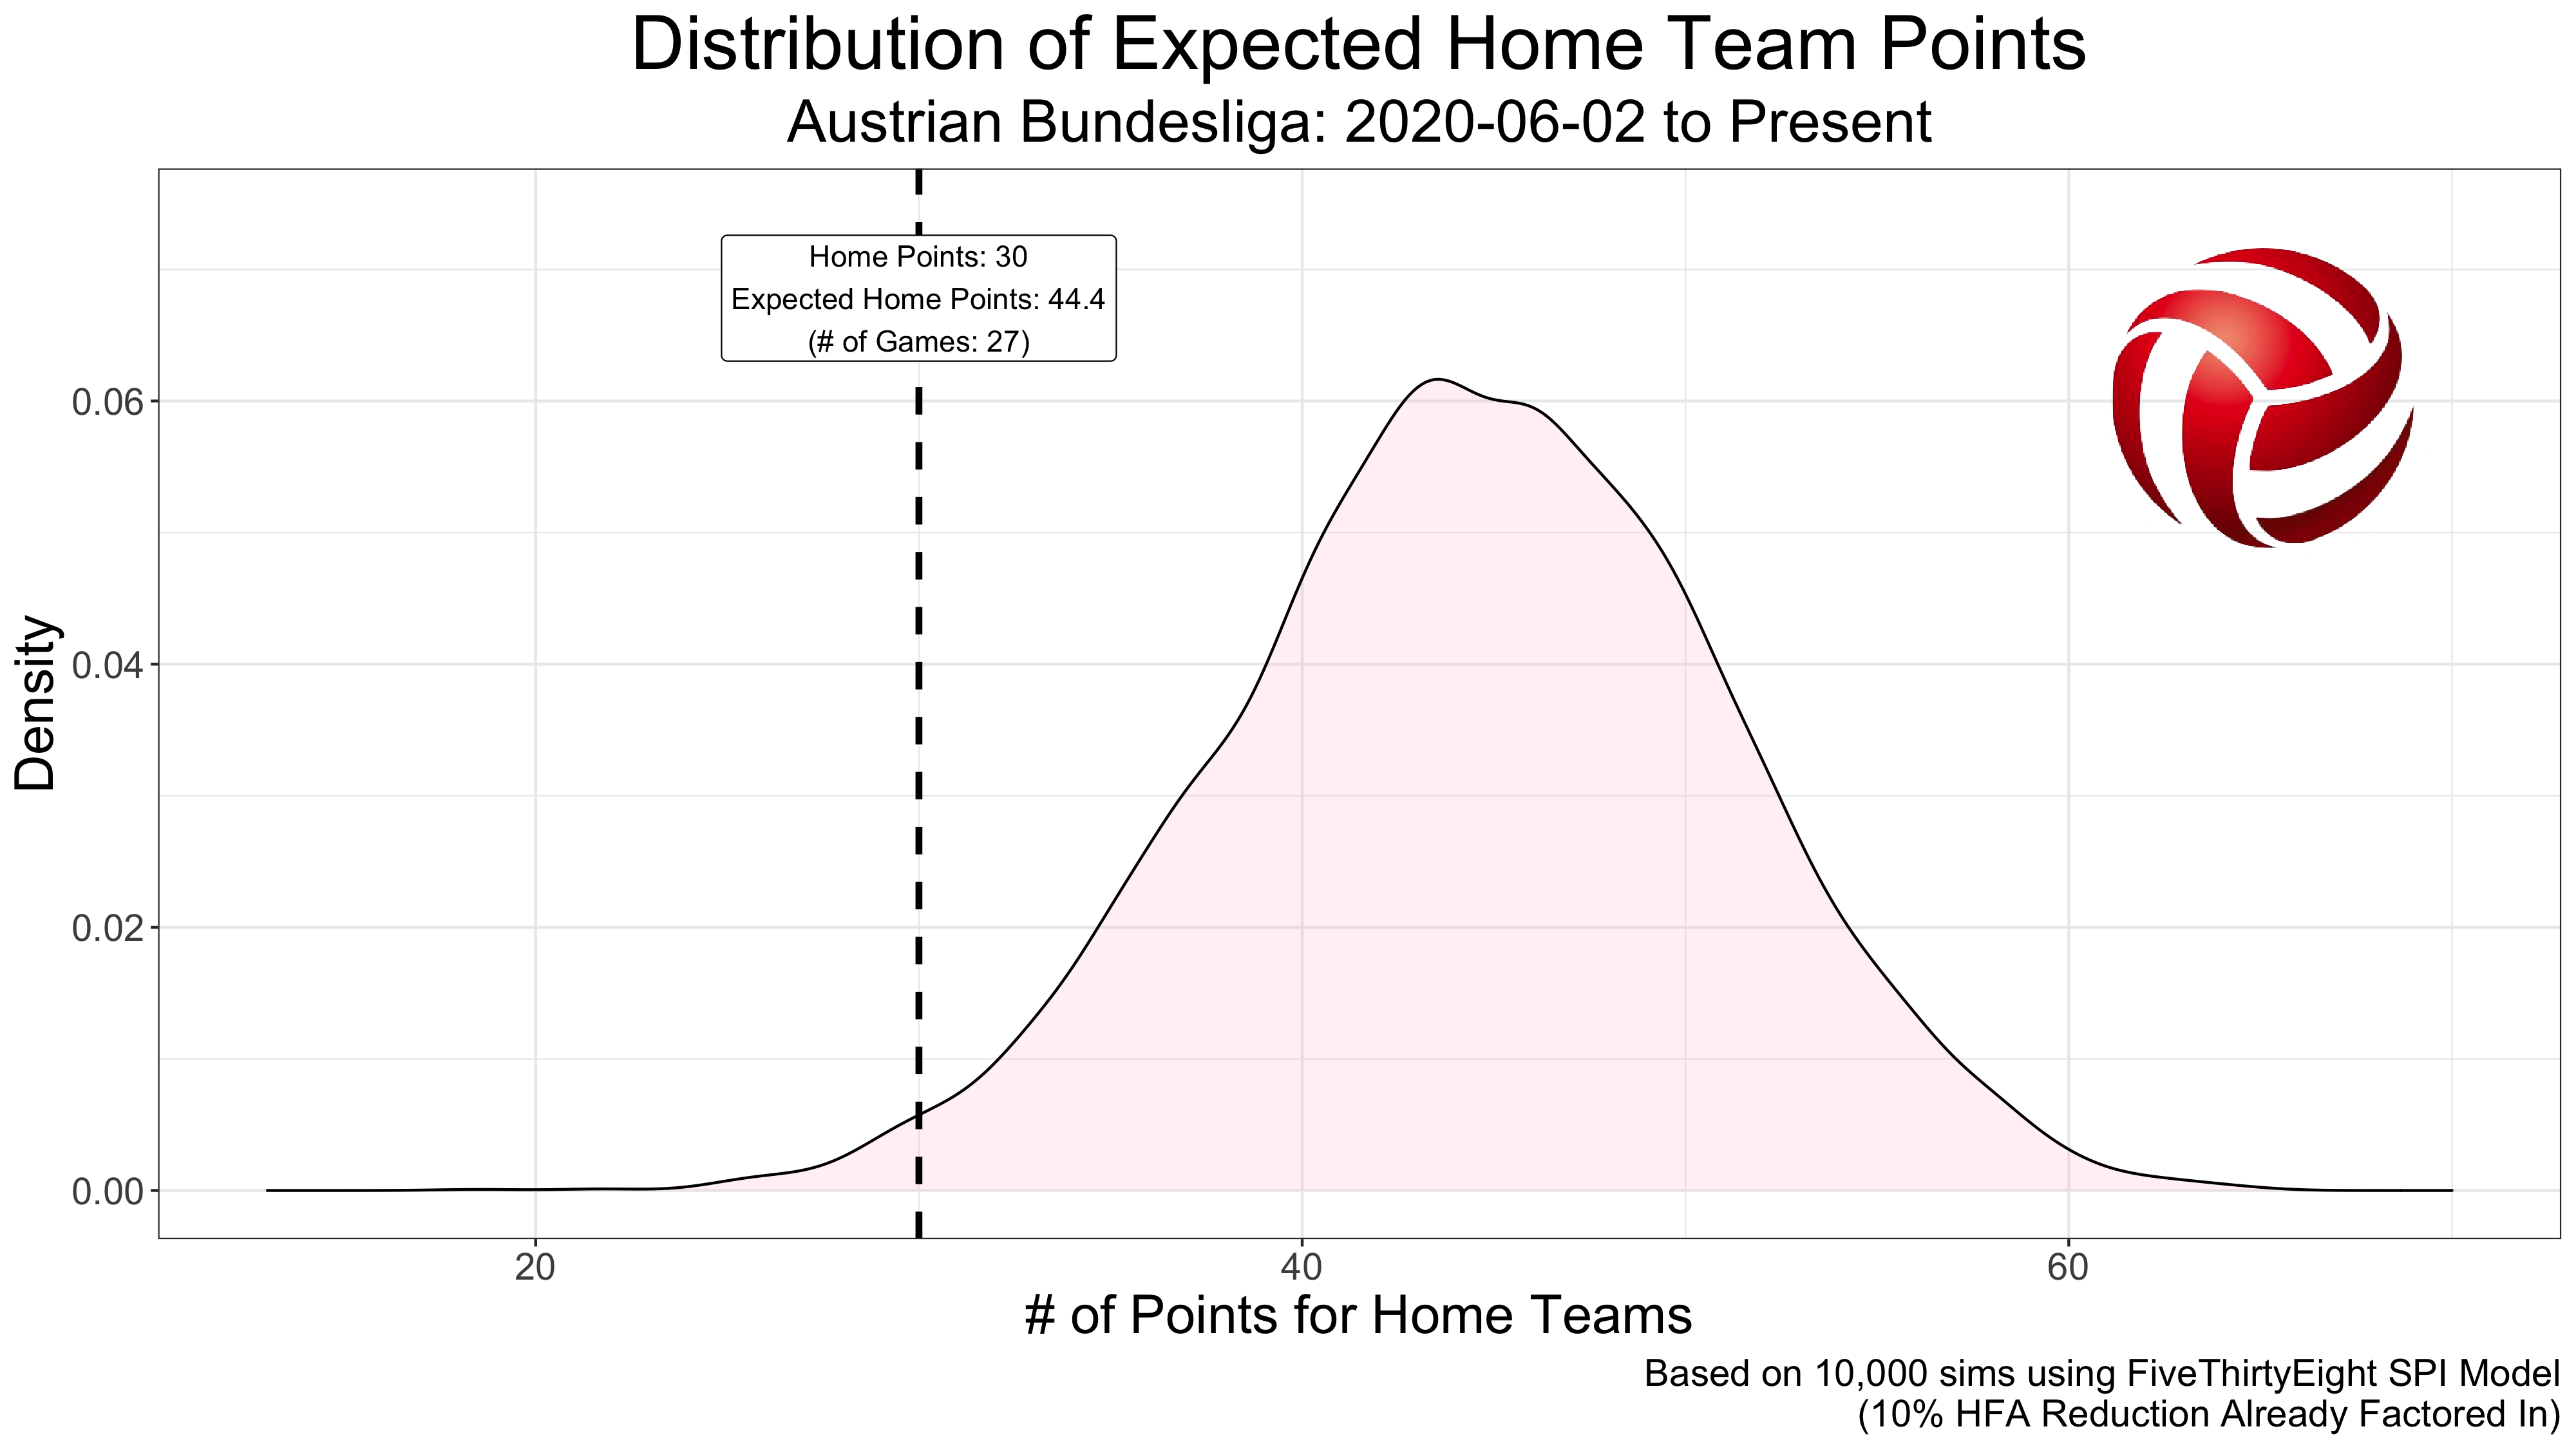 Distribution of Expected Home Team Points
Austrian Bundesliga: 2020-06-02 to Present
Home Points: 30
Expected Home Points: 44.4
(# of Games: 27)
0.06
0.04
0.02
0.00
Density
20
40
60
# of Points for Home Teams
Based on 10,000 sims using FiveThirtyEight SPI Model
(10% HFA Reduction Already Factored In)